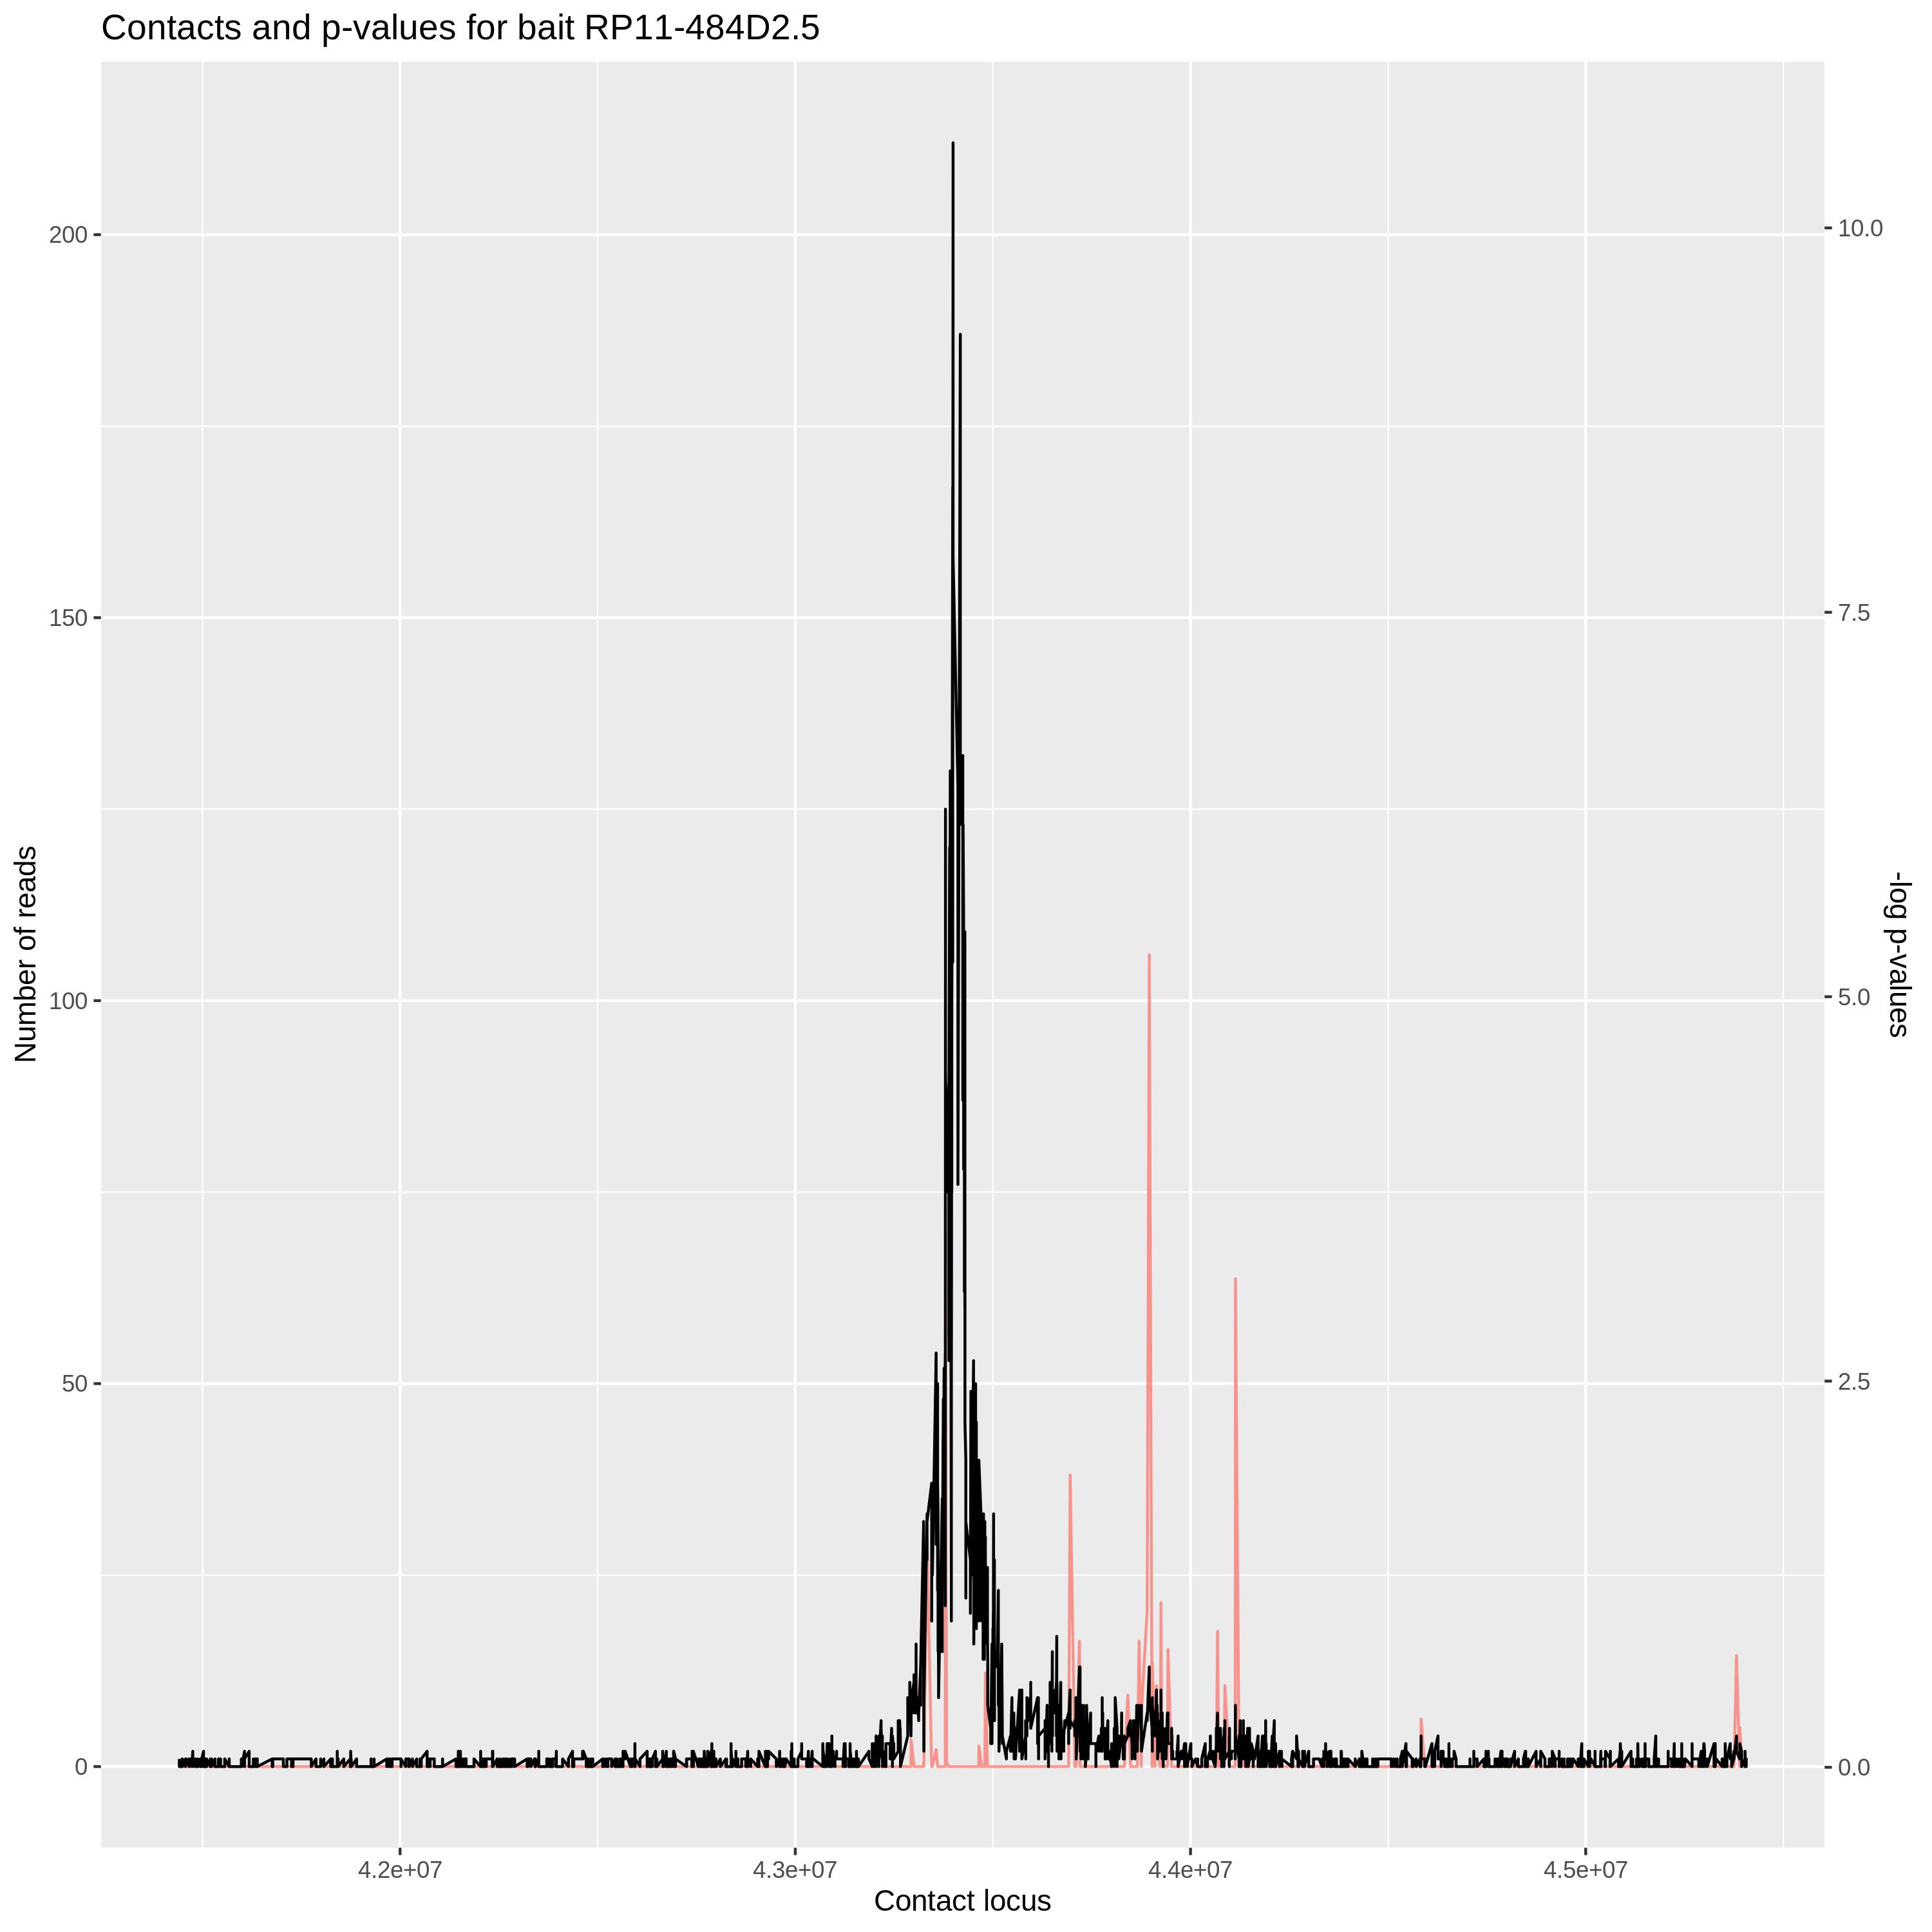 Contacts and p-values for bait RP11-484D2.5
200
150
100
50
0
Number of reads
10.0
7.5
5.0
2.5
0.0
-log p-values
4.2e+07
4.3e+07
4.4e+07
4.5e+07
Contact locus